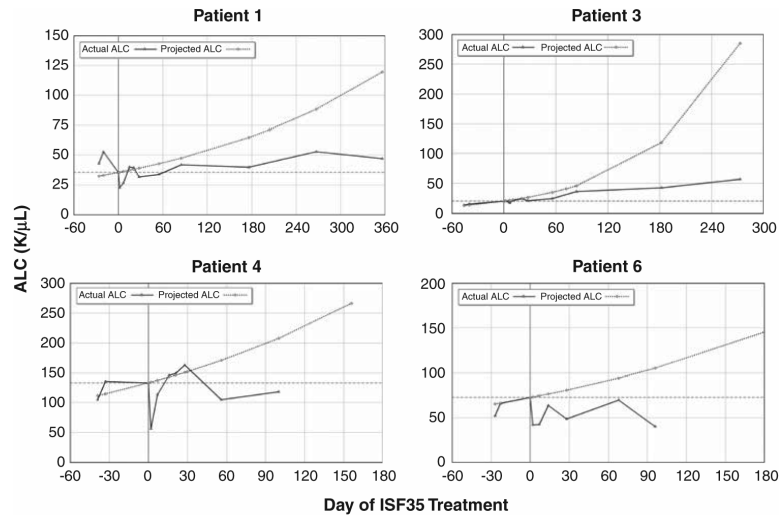 Patient 1
Actual ALC Projected ALC
150
125
100
75
50
25
0
-60 0 60 120 180 240 300 360
Patient 3
Actual ALC Projected ALC
300
250
200
150
100
50
0
-60 0 60 120 180 240 300
ALC (K/µL)
Patient 4
Actual ALC Projected ALC
300
250
200
150
100
50
0
-60 -30 0 30 60 90 120 150 180
Patient 6
Actual ALC Projected ALC
200
150
100
50
0
-60 -30 0 30 60 90 120 150 180
Day of ISF35 Treatment